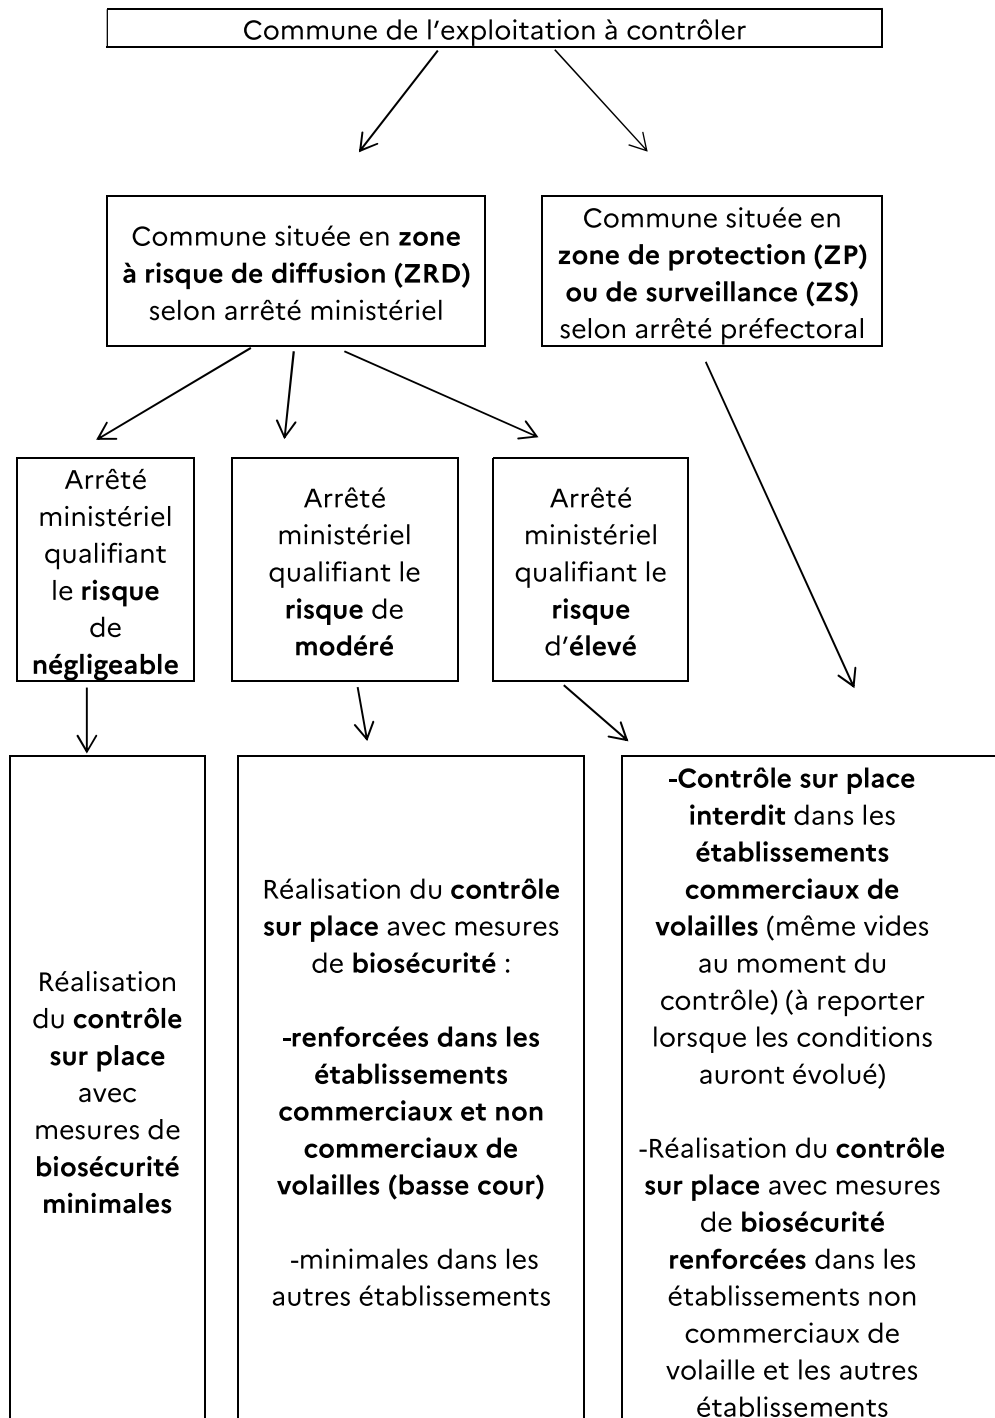 Commune de l'exploitation à contrôler
Commune située en zone
à risque de diffusion (ZRD)
selon arrêté ministériel
Commune située en
zone de protection (ZP)
ou de surveillance (ZS)
selon arrêté préfectoral
Arrêté
ministériel
qualifiant
le risque
de
négligeable
Arrêté
ministériel
qualifiant le
risque de
modéré
Arrêté
ministériel
qualifiant le
risque
d'élevé
Réalisation
du contrôle
sur place
avec
mesures de
biosécurité
minimales
Réalisation du contrôle
sur place avec mesures
de biosécurité :
-renforcées dans les
établissements
commerciaux et non
commerciaux de
volailles (basse cour)
-minimales dans les
autres établissements
-Contrôle sur place
interdit dans les
établissements
commerciaux de
volailles (même vides
au moment du
contrôle) (à reporter
lorsque les conditions
auront évolué)
-Réalisation du contrôle
sur place avec mesures
de biosécurité
renforcées dans les
établissements non
commerciaux de
volaille et les autres
établissements